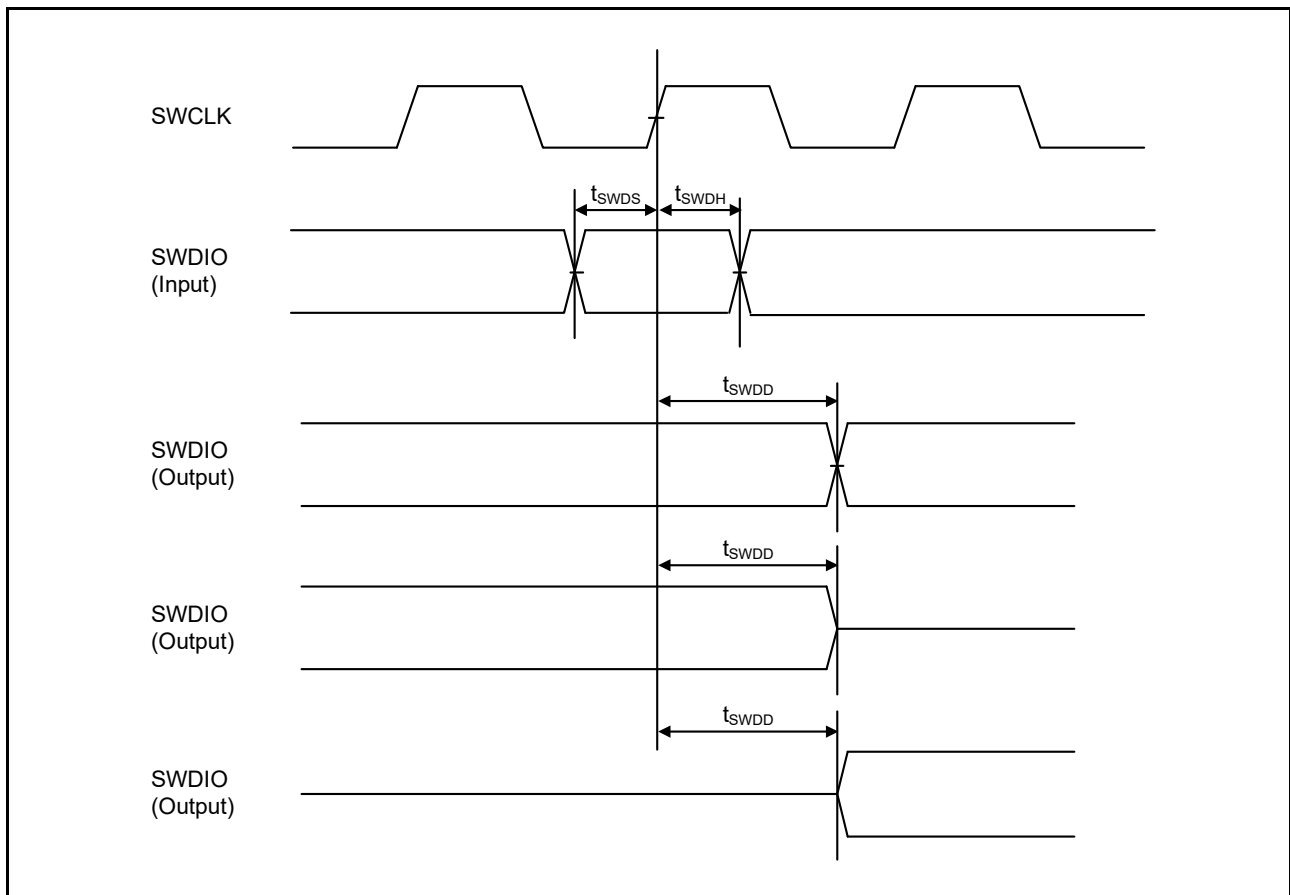 SWCLK
tSWDS
tSWDH
SWDIO
(Input)
tSWDD
SWDIO
(Output)
tSWDD
SWDIO
(Output)
tSWDD
SWDIO
(Output)